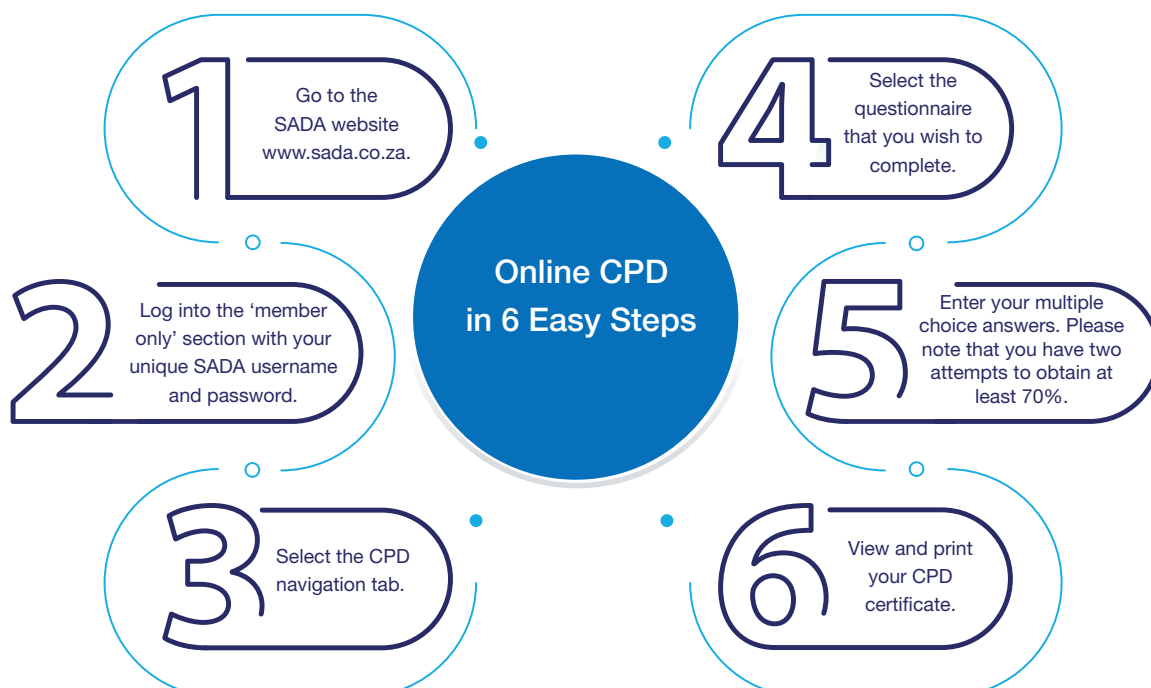 Online CPD
in 6 Easy Steps
1
Go to the
SADA website
www.sada.co.za.
2
Log into the ‘member
only’ section with your
unique SADA username
and password.
3
Select the CPD
navigation tab.
4
Select the
questionnaire
that you wish to
complete.
5
Enter your multiple
choice answers. Please
note that you have two
attempts to obtain at
least 70%.
6
View and print
your CPD
certificate.